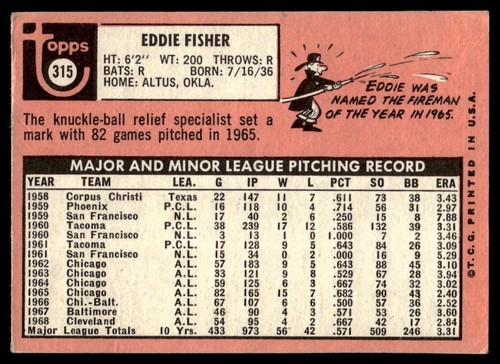 topps
315
EDDIE FISHER
HT: 6'2" WT: 200 THROWS: R
BATS: R BORN: 7/16/36
HOME: ALTUS, OKLA.
EDDIE WAS
NAMED THE FIREMAN
OF THE YEAR IN 1965.
The knuckle-ball relief specialist set a
mark with 82 games pitched in 1965.
MAJOR AND MINOR LEAGUE PITCHING RECORD
YEAR TEAM LEA. G IP W L PCT SO BB ERA
1958 Corpus Christi Texas 22 147 11 7 .611 73 38 3.43
1959 Phoenix P.C.L. 16 118 10 4 .714 56 31 2.97
1959 San Francisco N.L. 17 40 2 6 .250 15 8 7.88
1960 Tacoma P.C.L. 38 239 17 12 .586 132 39 3.31
1960 San Francisco N.L. 3 13 1 0 1.000 7 2 3.46
1961 Tacoma P.C.L. 17 128 9 5 .643 84 26 3.09
1961 San Francisco N.L. 15 34 0 2 .000 16 9 5.29
1962 Chicago A.L. 57 183 9 5 .643 88 45 3.10
1963 Chicago A.L. 33 121 9 8 .529 67 28 3.94
1964 Chicago A.L. 59 125 6 3 .667 74 32 3.02
1965 Chicago A.L. 82 165 15 7 .682 90 43 2.40
1966 Chi.-Balt. A.L. 67 107 6 6 .500 57 36 2.52
1967 Baltimore A.L. 46 90 4 3 .571 53 26 3.60
1968 Cleveland A.L. 54 95 4 2 .667 42 17 2.84
Major League Totals 10 Yrs. 433 973 56 42 .571 509 246 3.31
© T.C.G. PRINTED IN U.S.A.